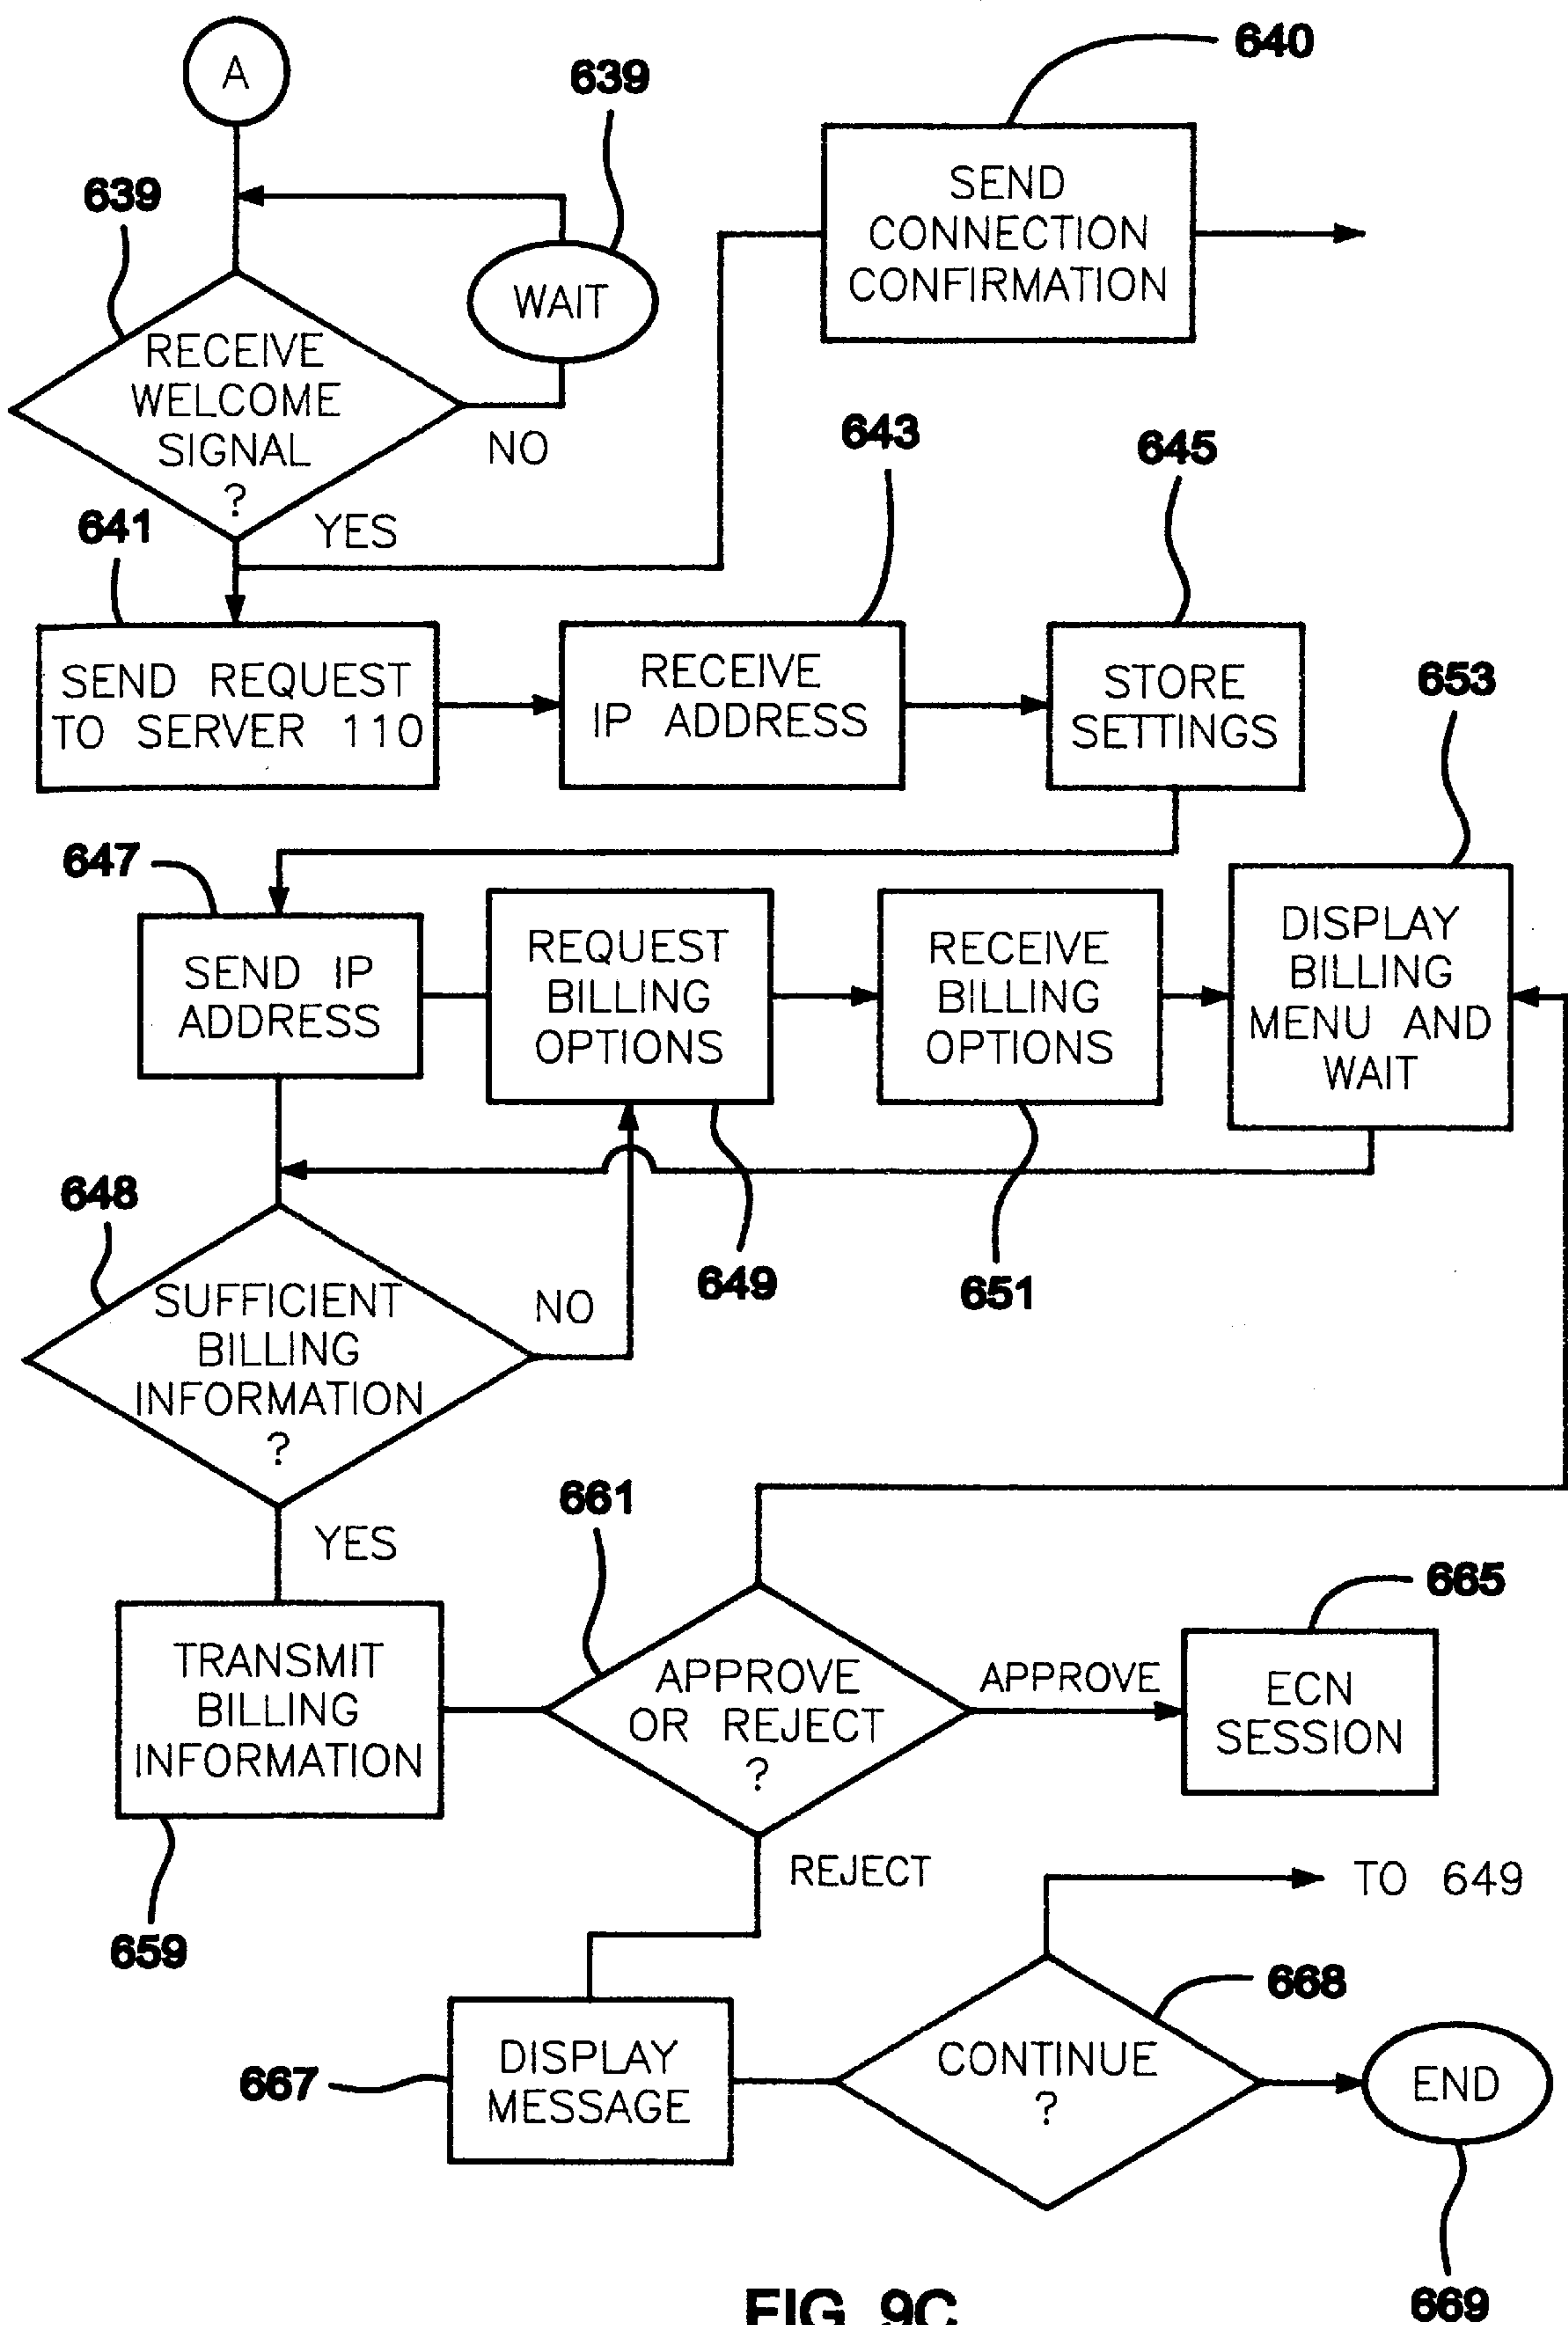 A
640
639
639
SEND
CONNECTION
CONFIRMATION
WAIT
RECEIVE
WELCOME
SIGNAL
?
NO
YES
643
645
641
653
SEND REQUEST
TO SERVER 110
RECEIVE
IP ADDRESS
STORE
SETTINGS
647
SEND IP
ADDRESS
REQUEST
BILLING
OPTIONS
RECEIVE
BILLING
OPTIONS
DISPLAY
BILLING
MENU AND
WAIT
648
649
651
SUFFICIENT
BILLING
INFORMATION
?
NO
YES
661
665
TRANSMIT
BILLING
INFORMATION
APPROVE
OR REJECT
?
APPROVE
ECN
SESSION
REJECT
TO 649
659
668
667
DISPLAY
MESSAGE
CONTINUE
?
END
669
FIG. 9C